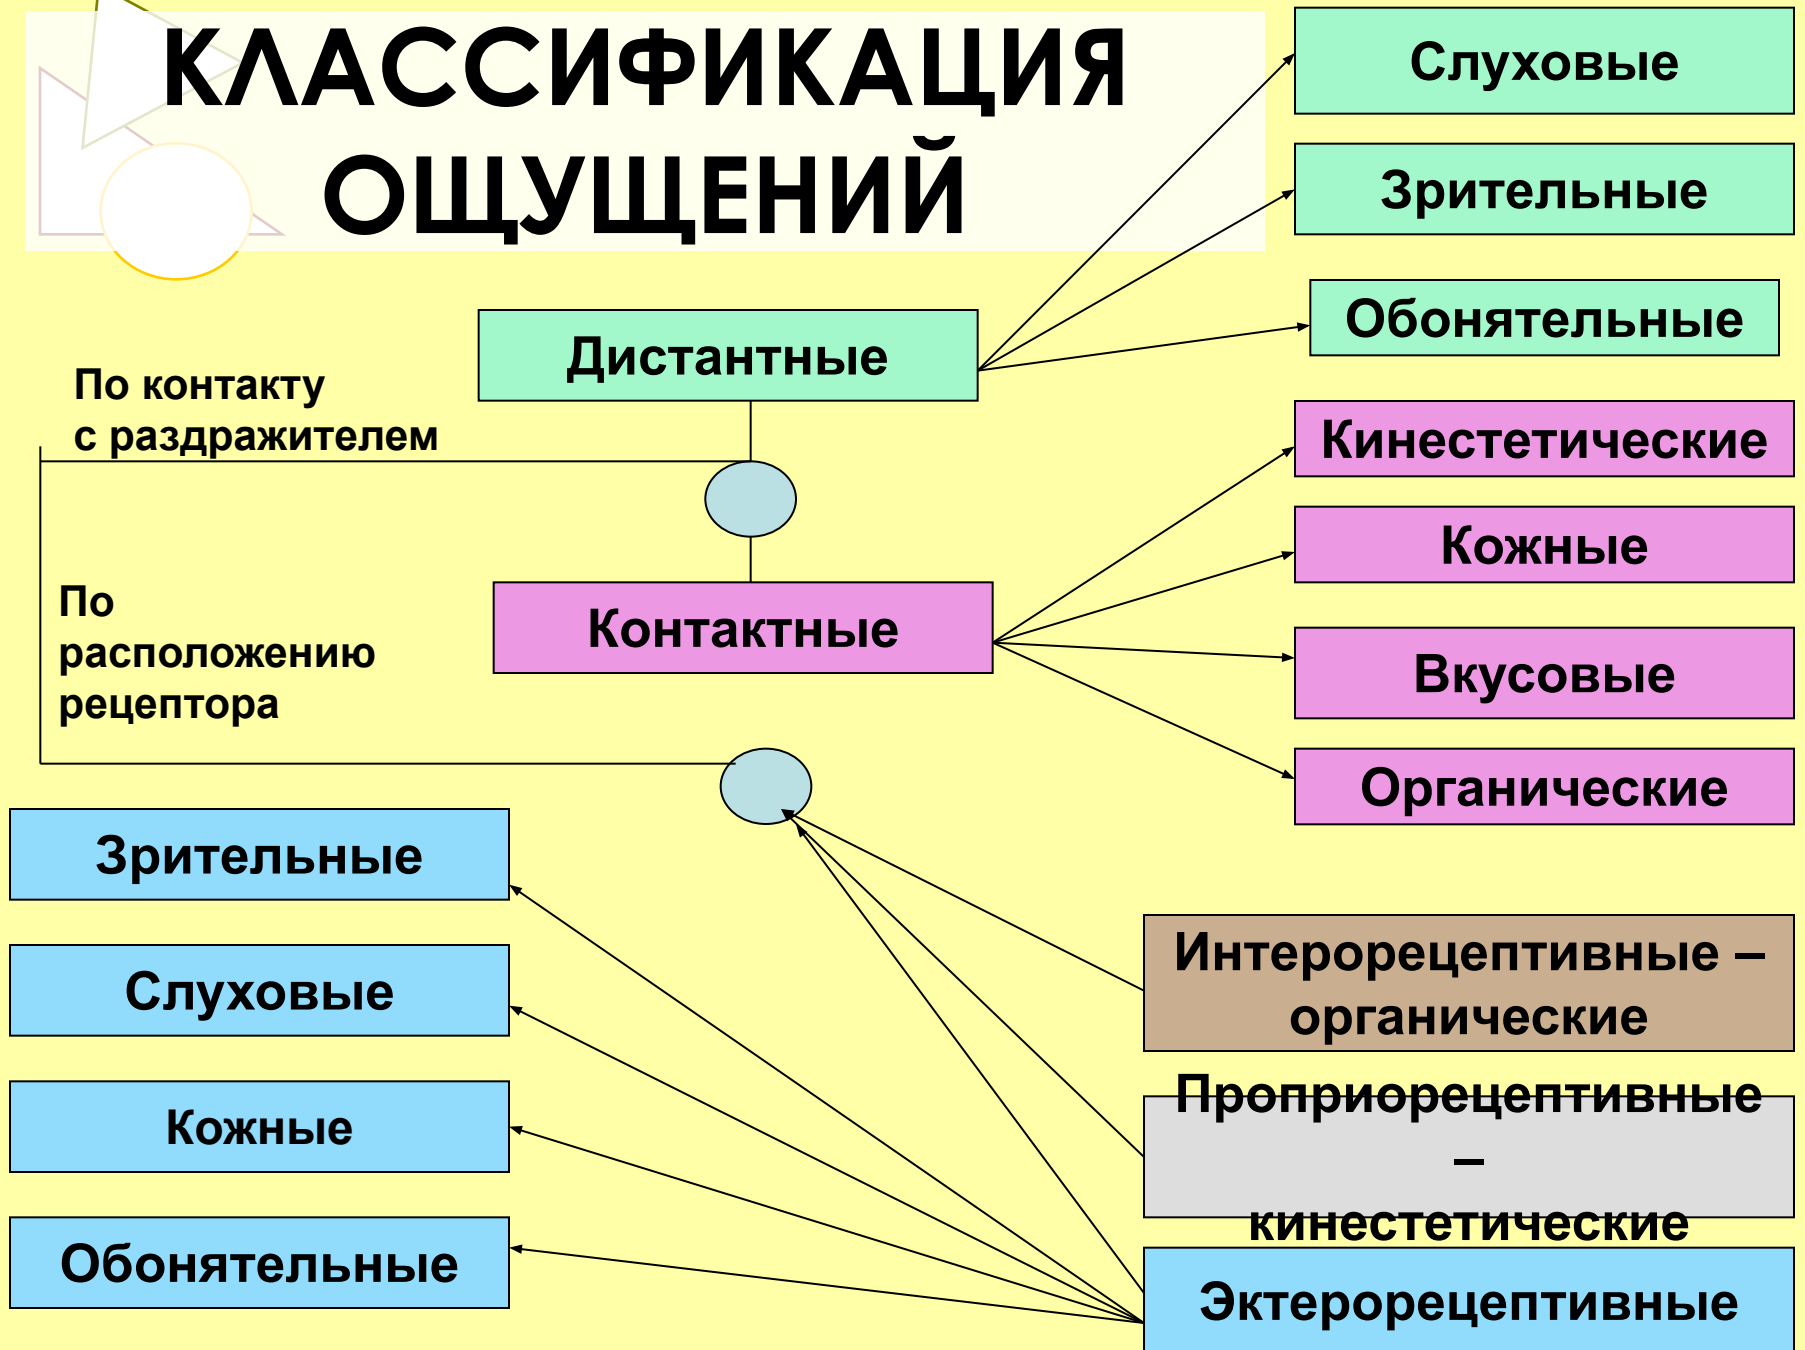 КЛАССИФИКАЦИЯ
ОЩУЩЕНИЙ
Слуховые
Зрительные
Обонятельные
Дистантные
По контакту
с раздражителем
Кинестетические
Кожные
По
расположению
рецептора
Контактные
Вкусовые
Органические
Зрительные
Слуховые
Кожные
Обонятельные
Интерорецептивные –
органические
Проприорецептивные
–
кинестетические
Эктерорецептивные